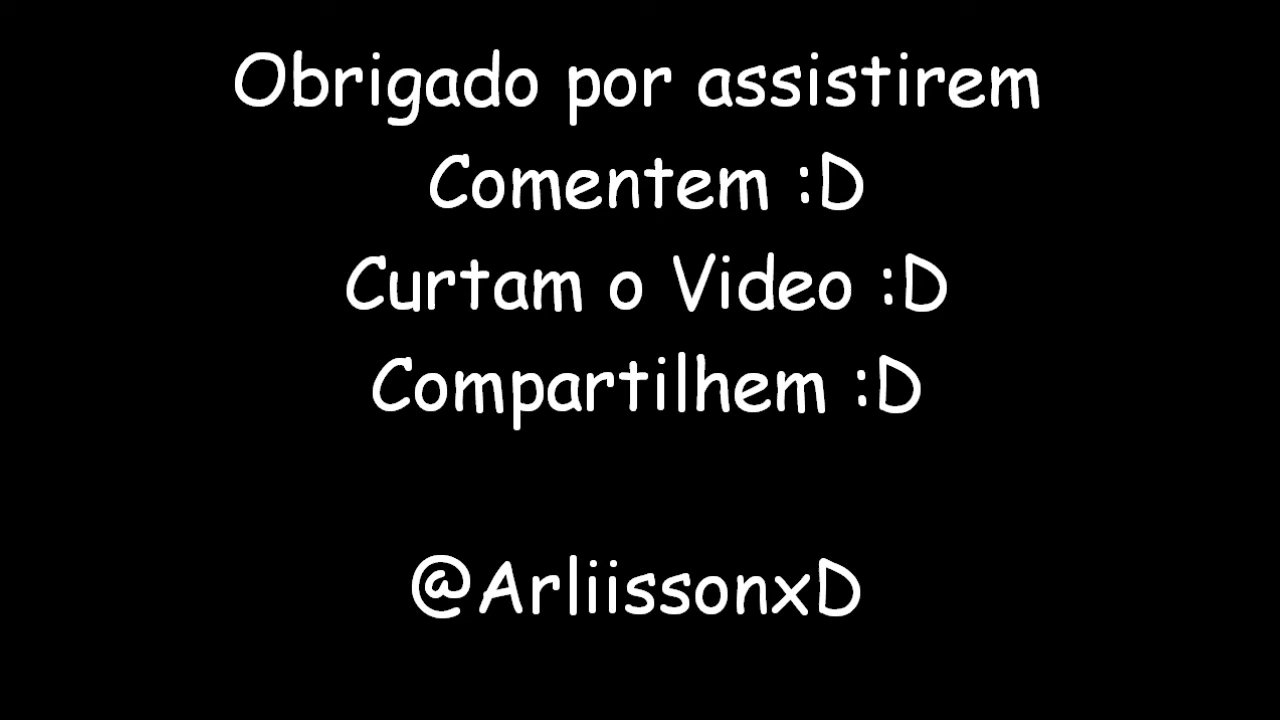 Obrigado por assistirem
Comentem :D
Curtam o Video :D
Compartilhem :D
@ArliissonxD